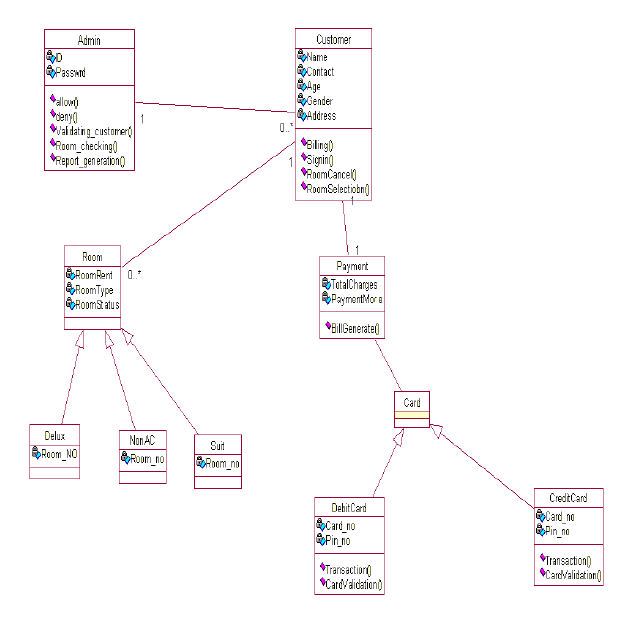 Admin
ID
Passwrd
allow()
deny()
Validating_customer()
Room_checking()
Report_generation()
1
Customer
Name
Contact
Age
Gender
Address
0..*
Billing()
Signin()
RoomCancel()
RoomSelectiobn()
1
1
1
Room
RoomRent
RoomType
RoomStatus
0..*
Payment
TotalCharges
PaymentMode
BillGenerate()
Card
Delux
Room_NO
NonAC
Room_no
Suit
Room_no
DebitCard
Card_no
Pin_no
Transaction()
CardValidation()
CreditCard
Card_no
Pin_no
Transaction()
CardValidation()